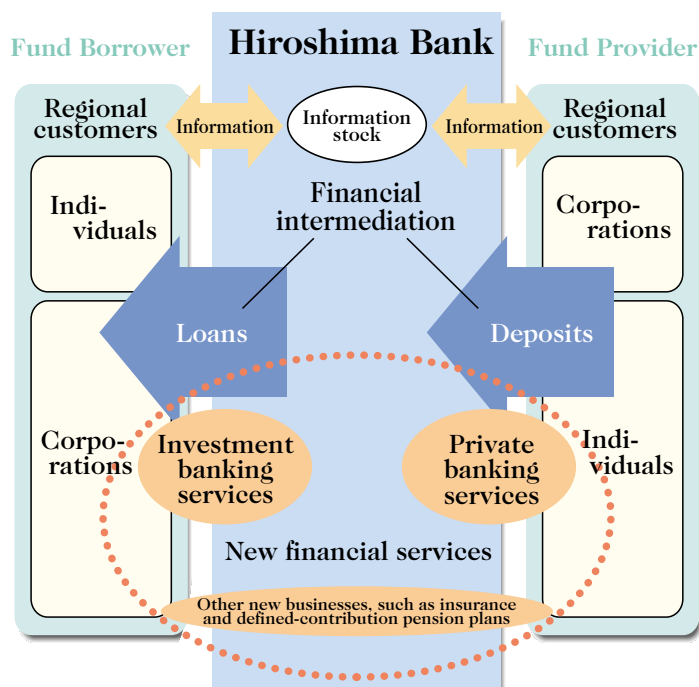 Fund Borrower
Hiroshima Bank
Fund Provider
Regional
customers
Information
Information
stock
Information
Regional
customers
Indi-
viduals
Financial
intermediation
Corpo-
rations
Loans
Deposits
Corpo-
rations
Investment
banking
services
Private
banking
services
Indi-
viduals
New financial services
Other new businesses, such as insurance
and defined-contribution pension plans